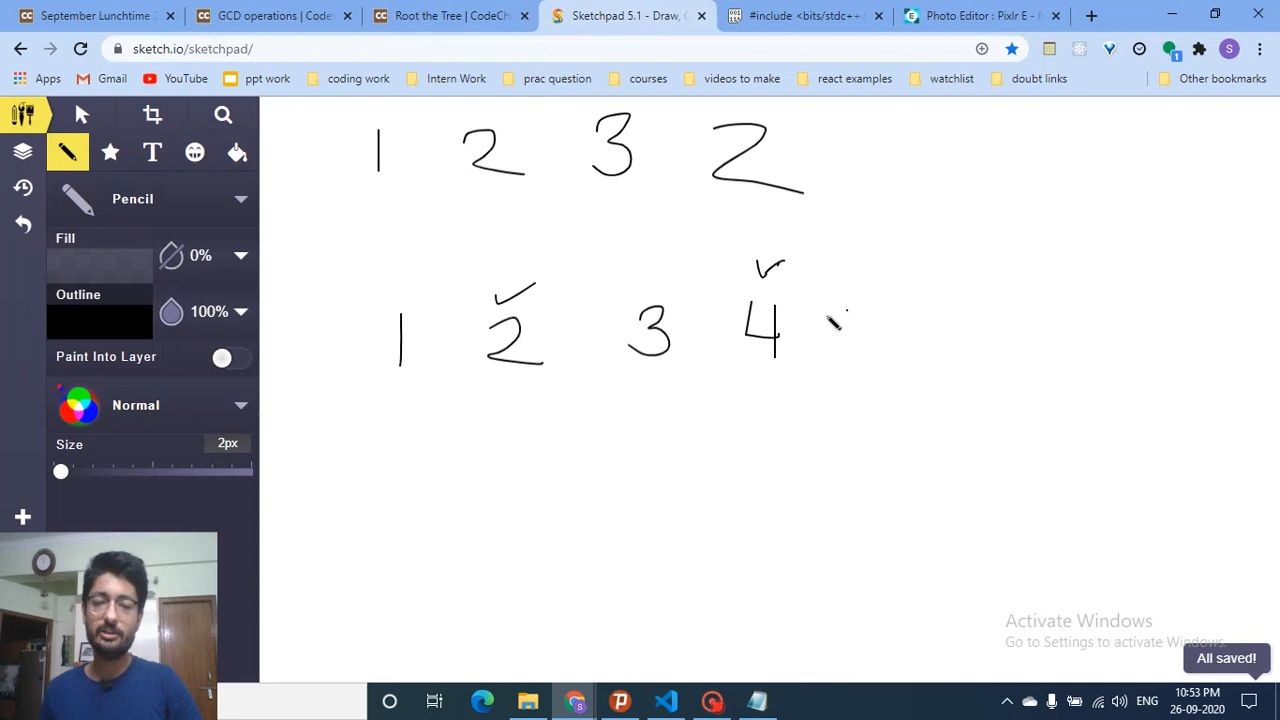 September Lunchtime 2
GCD operations | Code
Root the Tree | CodeChe
Sketchpad 5.1 - Draw, C
#include <bits/stdc++.
Photo Editor : Pixlr E - f
sketch.io/sketchpad/
S
Apps Gmail YouTube ppt work coding work Intern Work prac question courses videos to make react examples watchlist doubt links Other bookmarks
Pencil
Fill
0%
Outline
100%
Paint Into Layer
Normal
Size 2px
1 2 3 2
1 2 3 4
Activate Windows
Go to Settings to activate Windows.
All saved!
ENG
10:53 PM
26-09-2020